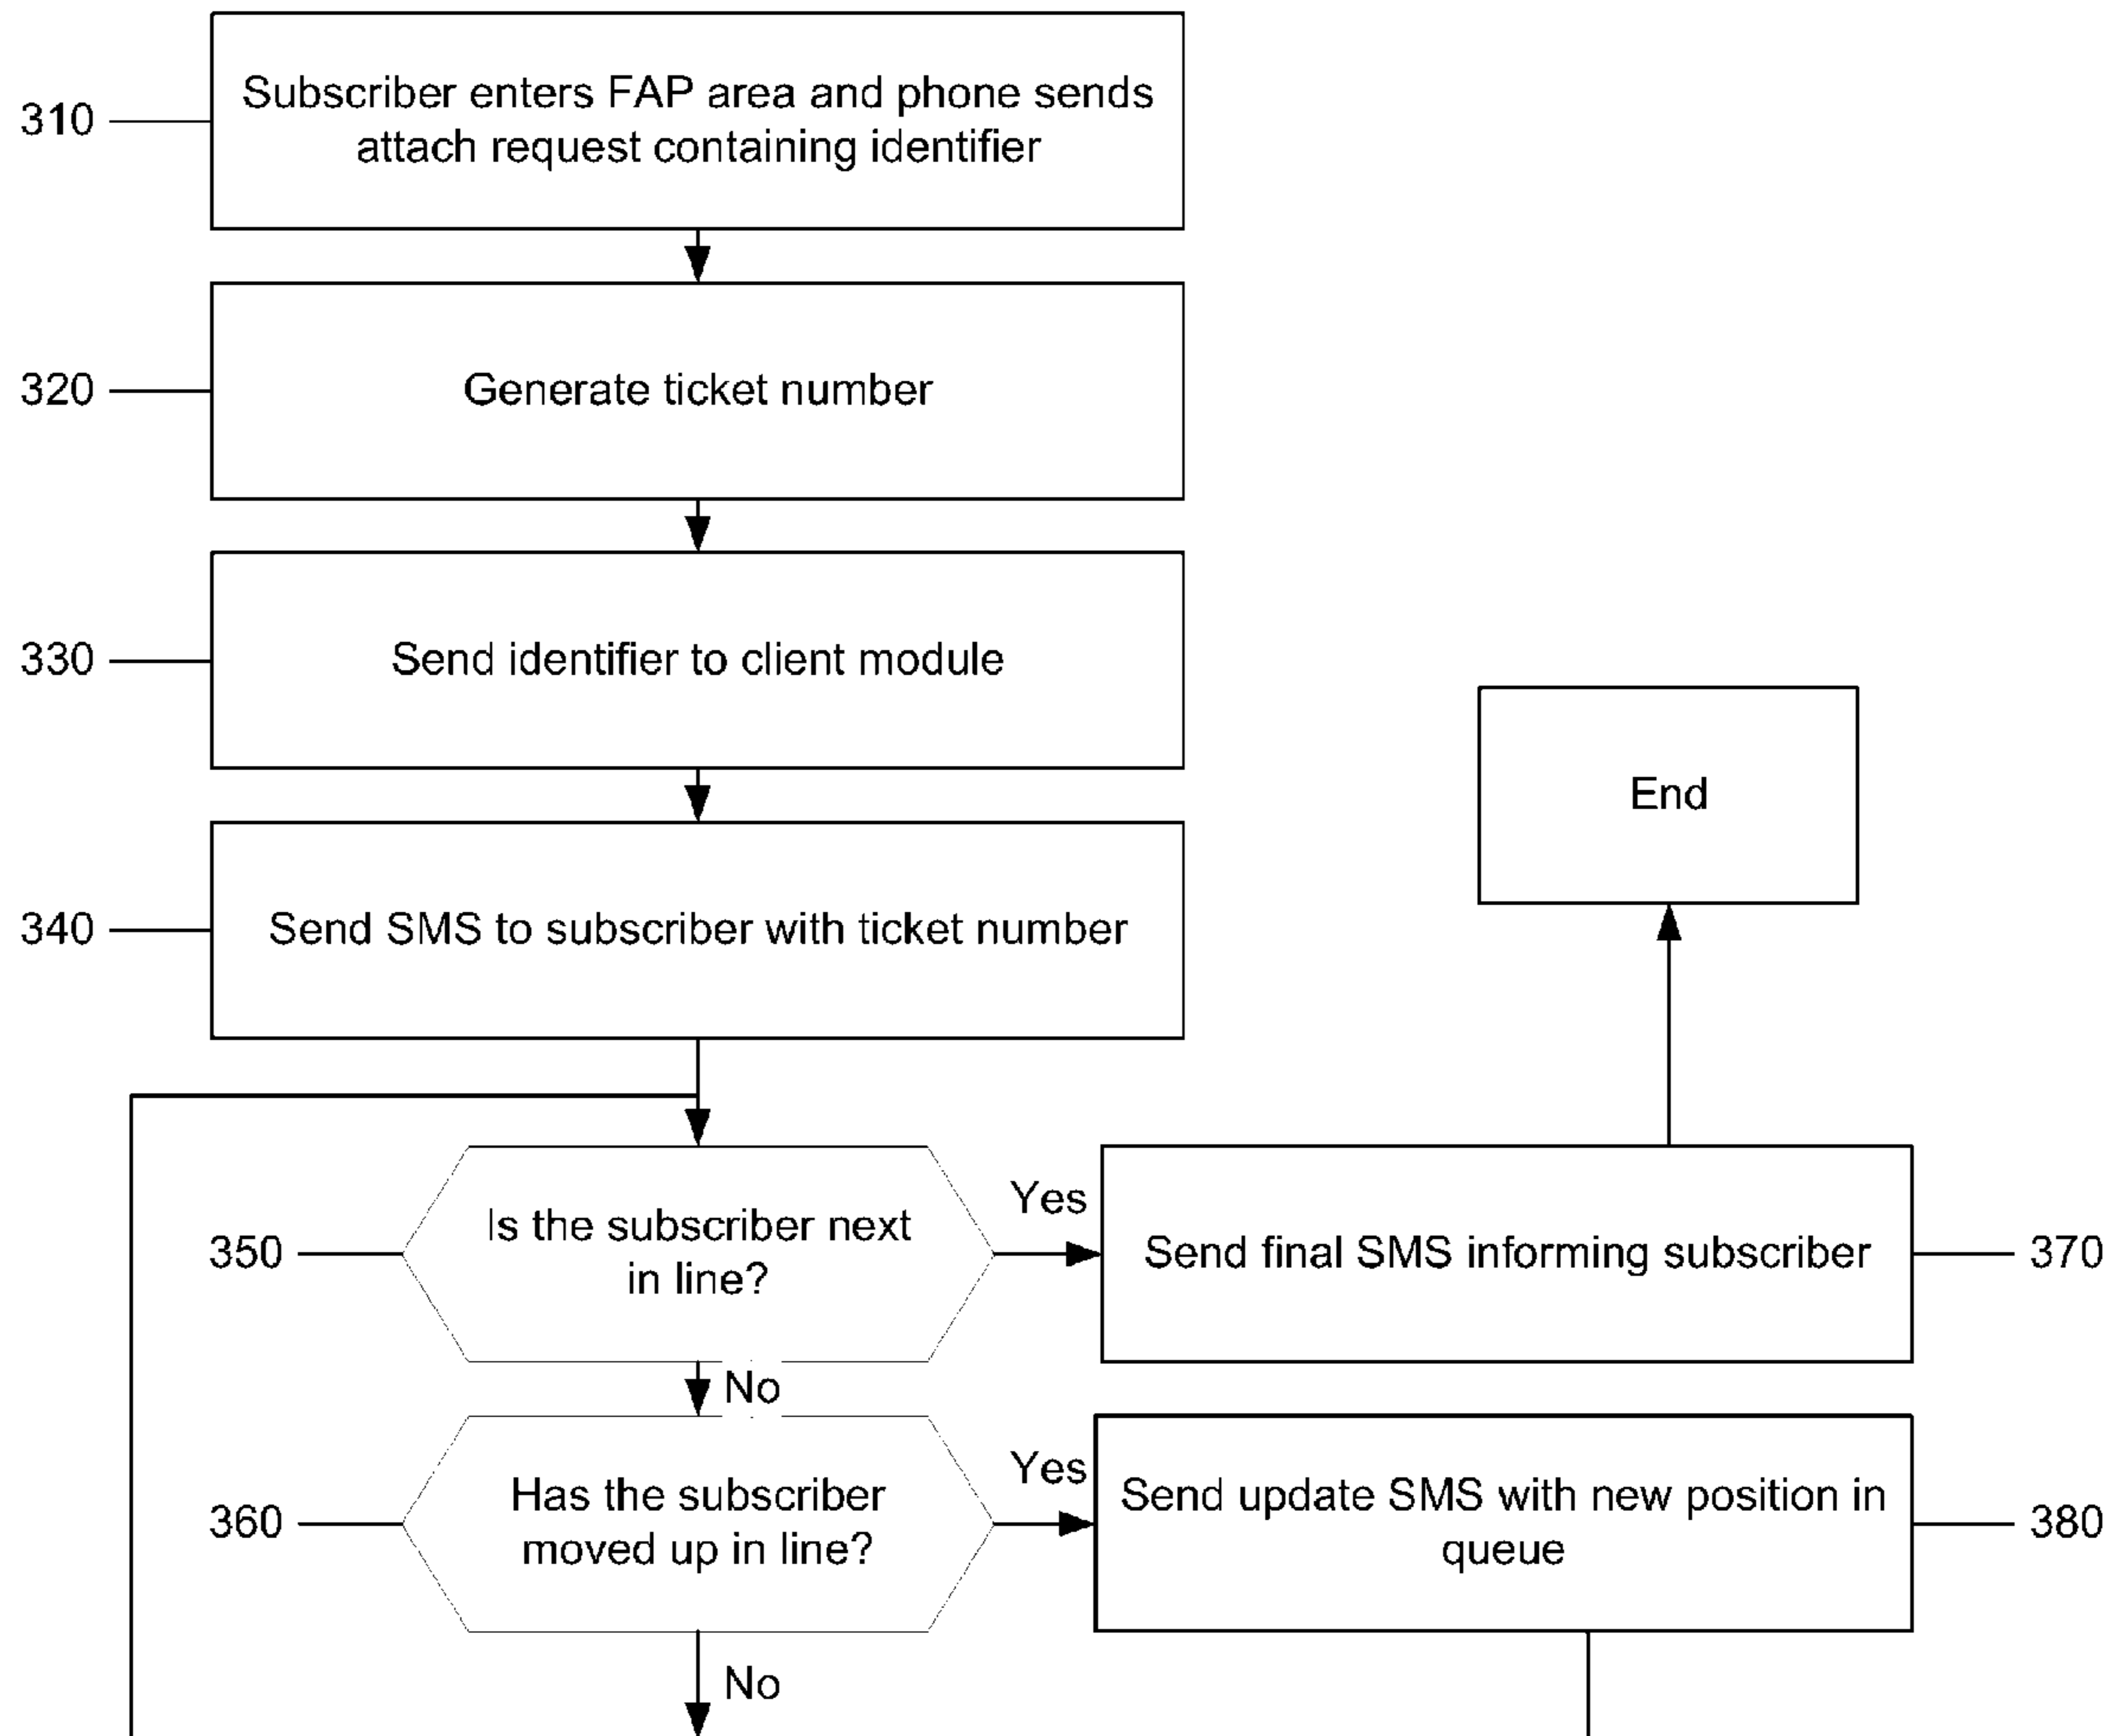 310
Subscriber enters FAP area and phone sends
attach request containing identifier
320
Generate ticket number
330
Send identifier to client module
End
340
Send SMS to subscriber with ticket number
350
Is the subscriber next
in line?
Yes
Send final SMS informing subscriber
370
No
360
Has the subscriber
moved up in line?
Yes
Send update SMS with new position in
queue
380
No